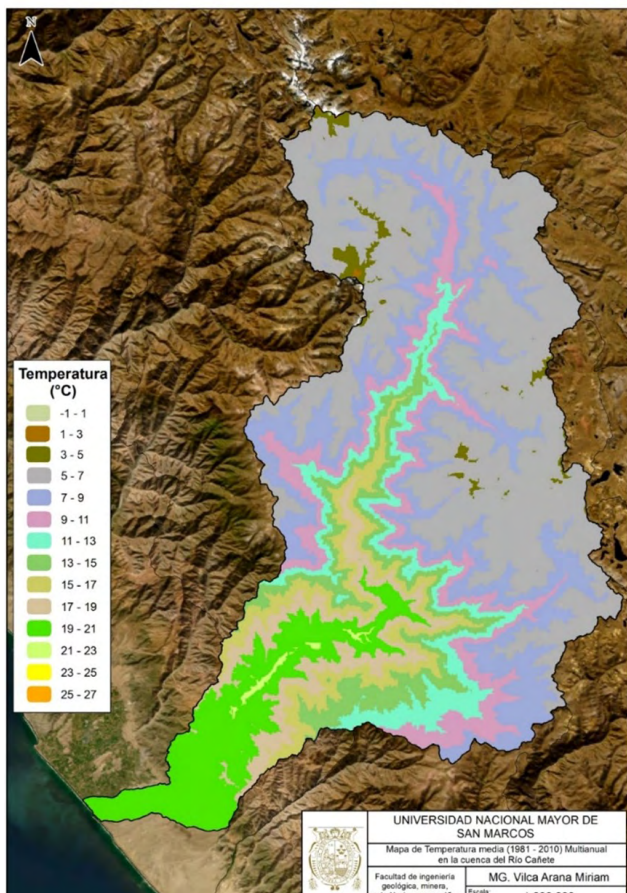 N
Temperatura
(°C)
-1 - 1
1 - 3
3 - 5
5 - 7
7 - 9
9 - 11
11 - 13
13 - 15
15 - 17
17 - 19
19 - 21
21 - 23
23 - 25
25 - 27
UNIVERSIDAD NACIONAL MAYOR DE
SAN MARCOS
Mapa de Temperatura media (1981 - 2010) Multianual
en la cuenca del Río Cañete
Facultad de ingeniería
geológica, minera,
MG. Vilca Arana Miriam
Escala: